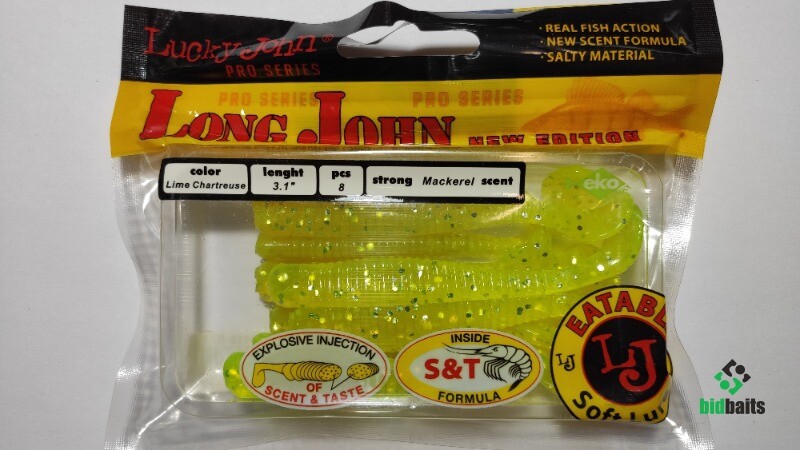 Lucky John®
PRO SERIES
· REAL FISH ACTION
· NEW SCENT FORMULA
· SALTY MATERIAL
PRO SERIES PRO SERIES
LONG JOHN NEW EDITION
color lenght pcs strong Mackerel scent
Lime Chartreuse 3.1" 8
eko
EXPLOSIVE INJECTION
OF
SCENT & TASTE
INSIDE
S&T
FORMULA
EATABLE
LJ LJ
Soft
bidbaits